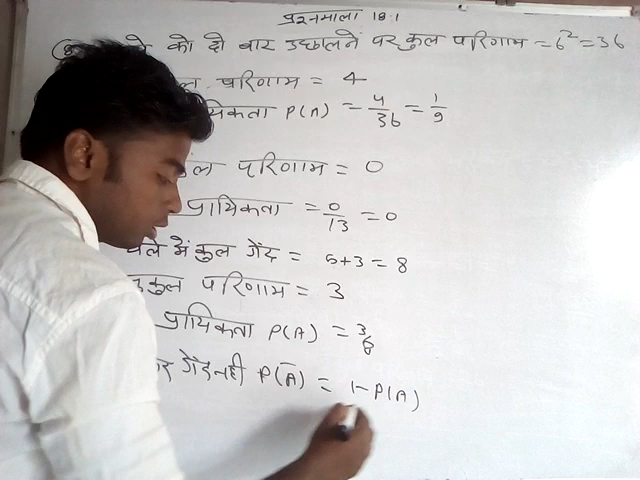 प्रश्नमाला 18.1
को दो बार उछालने पर कुल परिणाम = 6² = 36
परिणाम = 4
P(A) = 4/36 = 1/9
परिणाम = 0
प्रायिकता = 0/13 = 0
में कुल गेंद = 5+3 = 8
परिणाम = 3
प्रायिकता P(A) = 3/8
गेंद नही P(Ā) = 1-P(A)